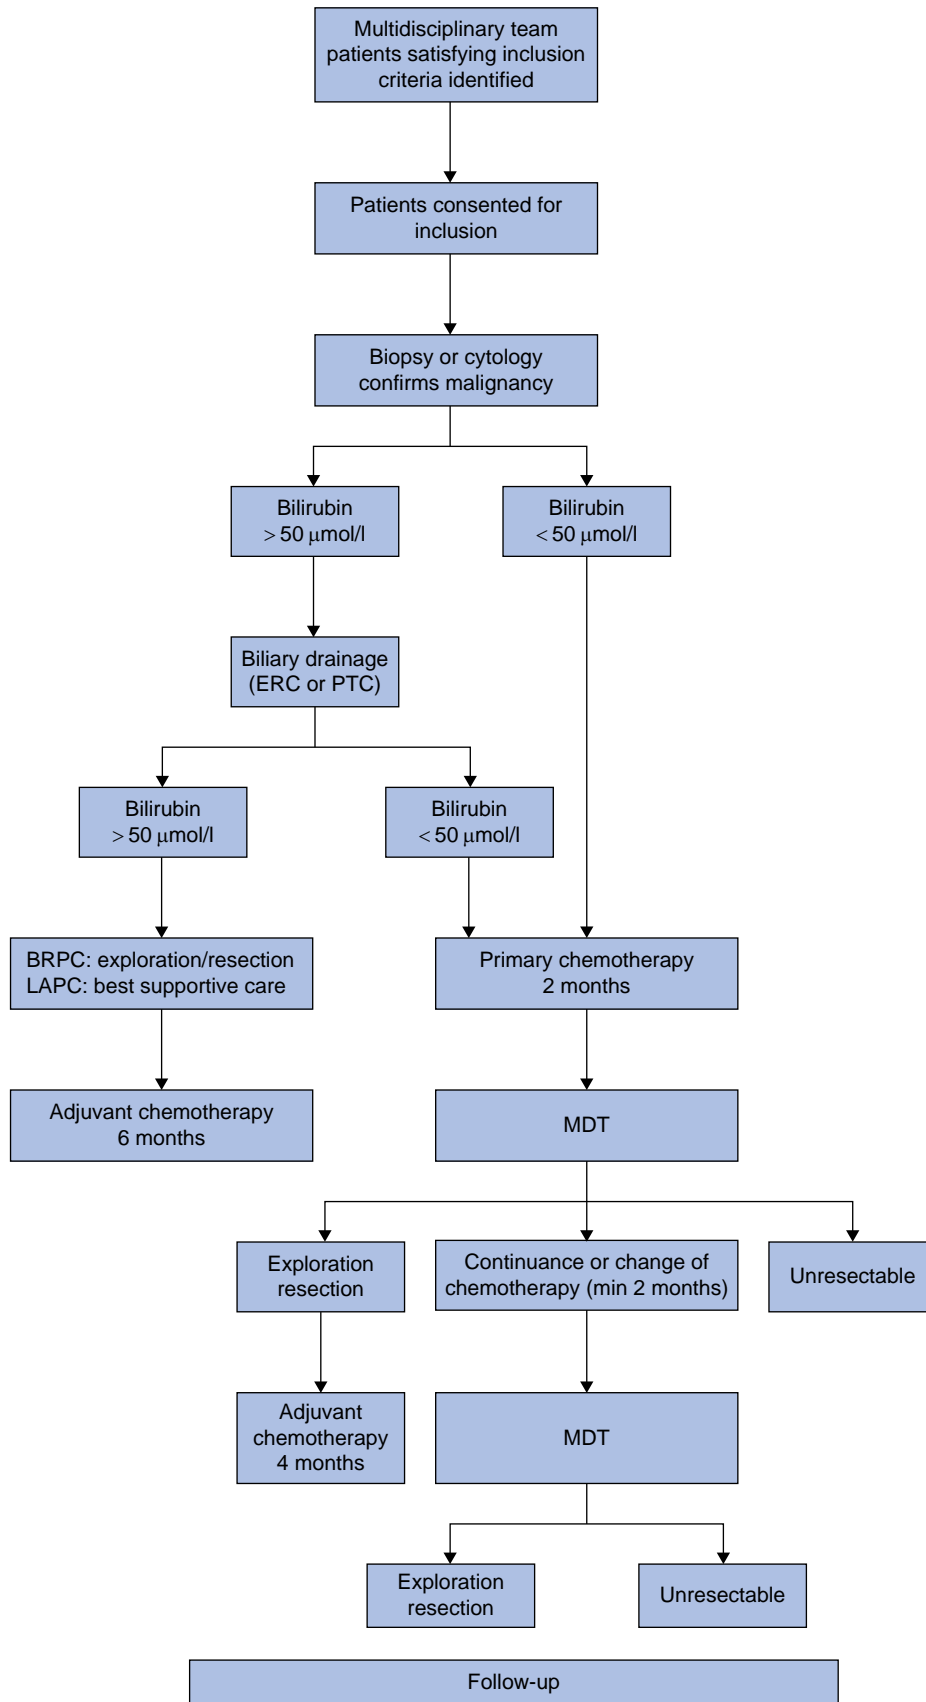 Multidisciplinary team
patients satisfying inclusion
criteria identified
Patients consented for
inclusion
Biopsy or cytology
confirms malignancy
Bilirubin
> 50 μmol/l
Bilirubin
< 50 μmol/l
Biliary drainage
(ERC or PTC)
Bilirubin
> 50 μmol/l
Bilirubin
< 50 μmol/l
BRPC: exploration/resection
LAPC: best supportive care
Primary chemotherapy
2 months
Adjuvant chemotherapy
6 months
MDT
Exploration
resection
Continuance or change of
chemotherapy (min 2 months)
Unresectable
Adjuvant
chemotherapy
4 months
MDT
Exploration
resection
Unresectable
Follow-up